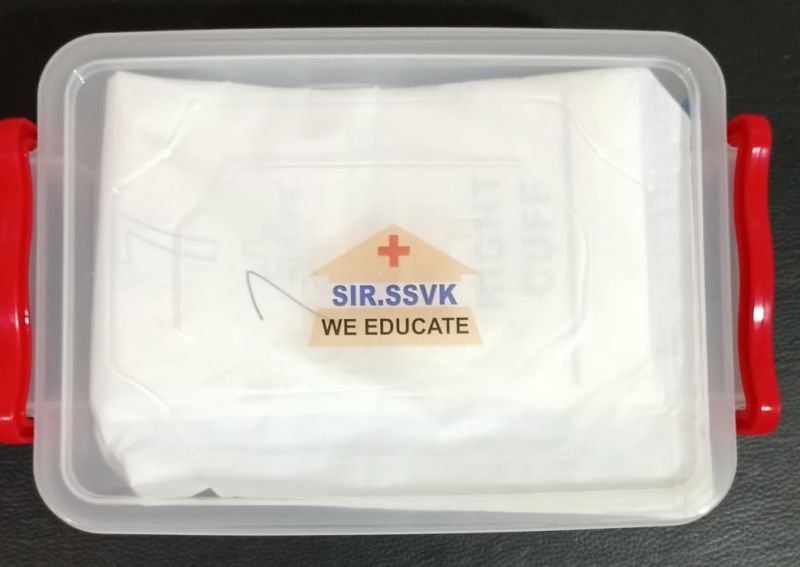 SIR.SSVK
WE EDUCATE
RIGHT
CUFF